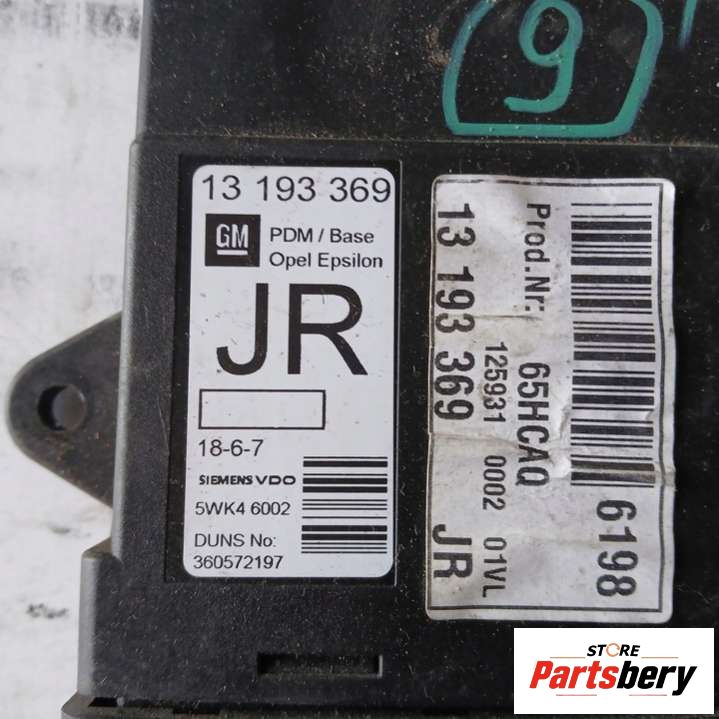 9
13 193 369
GM
PDM / Base
Opel Epsilon
JR
18-6-7
SIEMENS VDO
5WK4 6002
DUNS No:
360572197
Prod.Nr: 65HCAQ 6198
125931 0002 01VL
13 193 369 JR
STORE
Partsbery